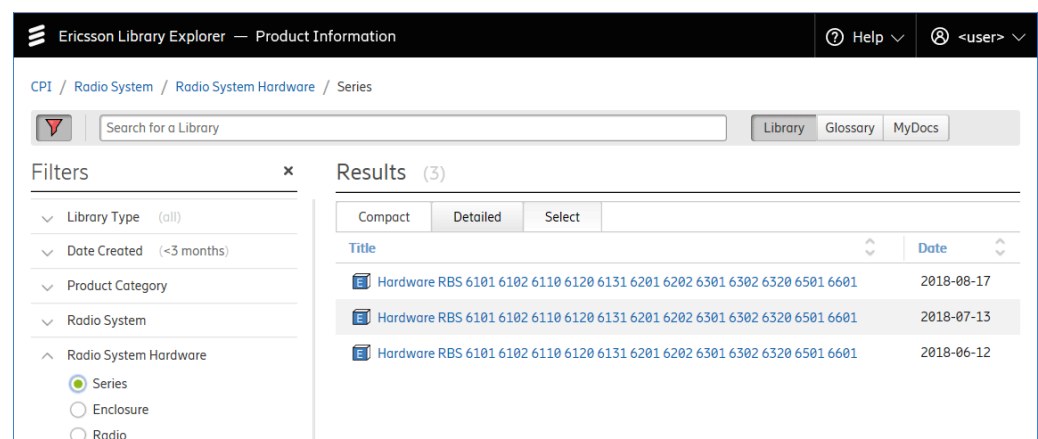 Ericsson Library Explorer — Product Information
Help
<user>
CPI / Radio System / Radio System Hardware / Series
Search for a Library
Library Glossary MyDocs
Filters ×
Results (3)
Library Type (all)
Date Created (<3 months)
Product Category
Radio System
Radio System Hardware
Series
Enclosure
Radio
Compact Detailed Select
Title Date
E Hardware RBS 6101 6102 6110 6120 6131 6201 6202 6301 6302 6320 6501 6601 2018-08-17
E Hardware RBS 6101 6102 6110 6120 6131 6201 6202 6301 6302 6320 6501 6601 2018-07-13
E Hardware RBS 6101 6102 6110 6120 6131 6201 6202 6301 6302 6320 6501 6601 2018-06-12